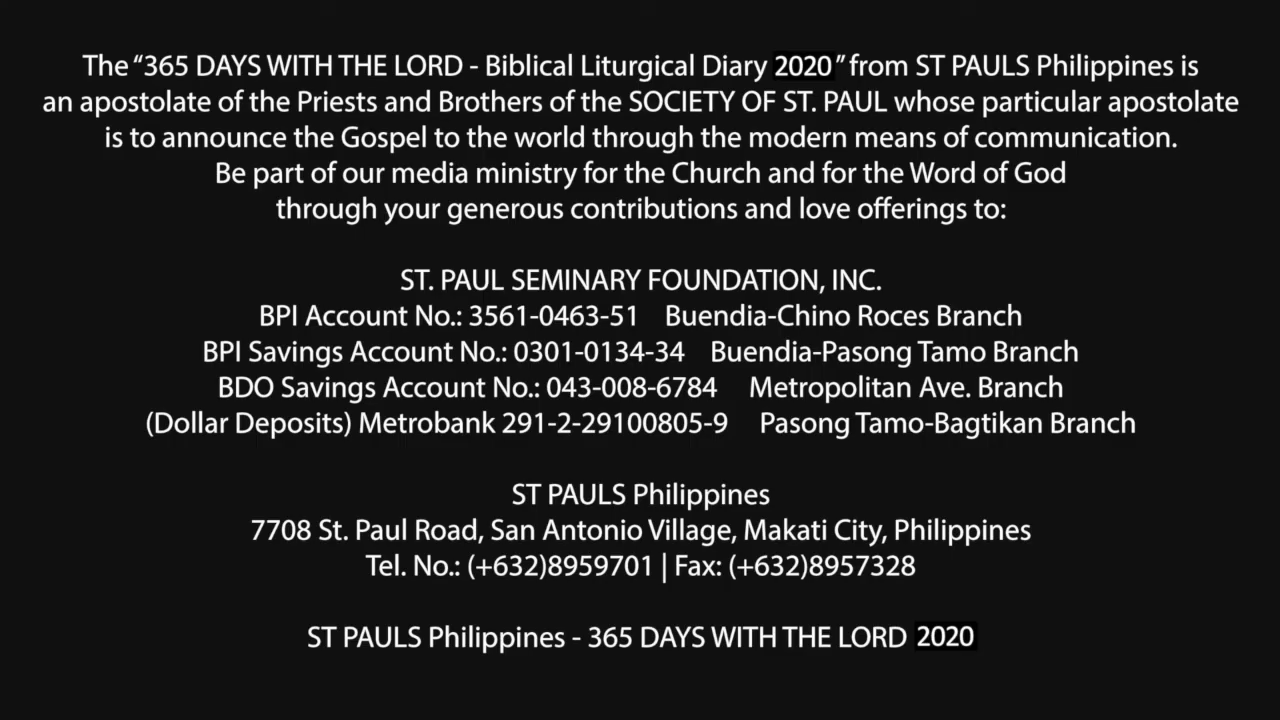 The “365 DAYS WITH THE LORD - Biblical Liturgical Diary 2020” from ST PAULS Philippines is
an apostolate of the Priests and Brothers of the SOCIETY OF ST. PAUL whose particular apostolate
is to announce the Gospel to the world through the modern means of communication.
Be part of our media ministry for the Church and for the Word of God
through your generous contributions and love offerings to:
ST. PAUL SEMINARY FOUNDATION, INC.
BPI Account No.: 3561-0463-51 Buendia-Chino Roces Branch
BPI Savings Account No.: 0301-0134-34 Buendia-Pasong Tamo Branch
BDO Savings Account No.: 043-008-6784 Metropolitan Ave. Branch
(Dollar Deposits) Metrobank 291-2-29100805-9 Pasong Tamo-Bagtikan Branch
ST PAULS Philippines
7708 St. Paul Road, San Antonio Village, Makati City, Philippines
Tel. No.: (+632)8959701 | Fax: (+632)8957328
ST PAULS Philippines - 365 DAYS WITH THE LORD 2020